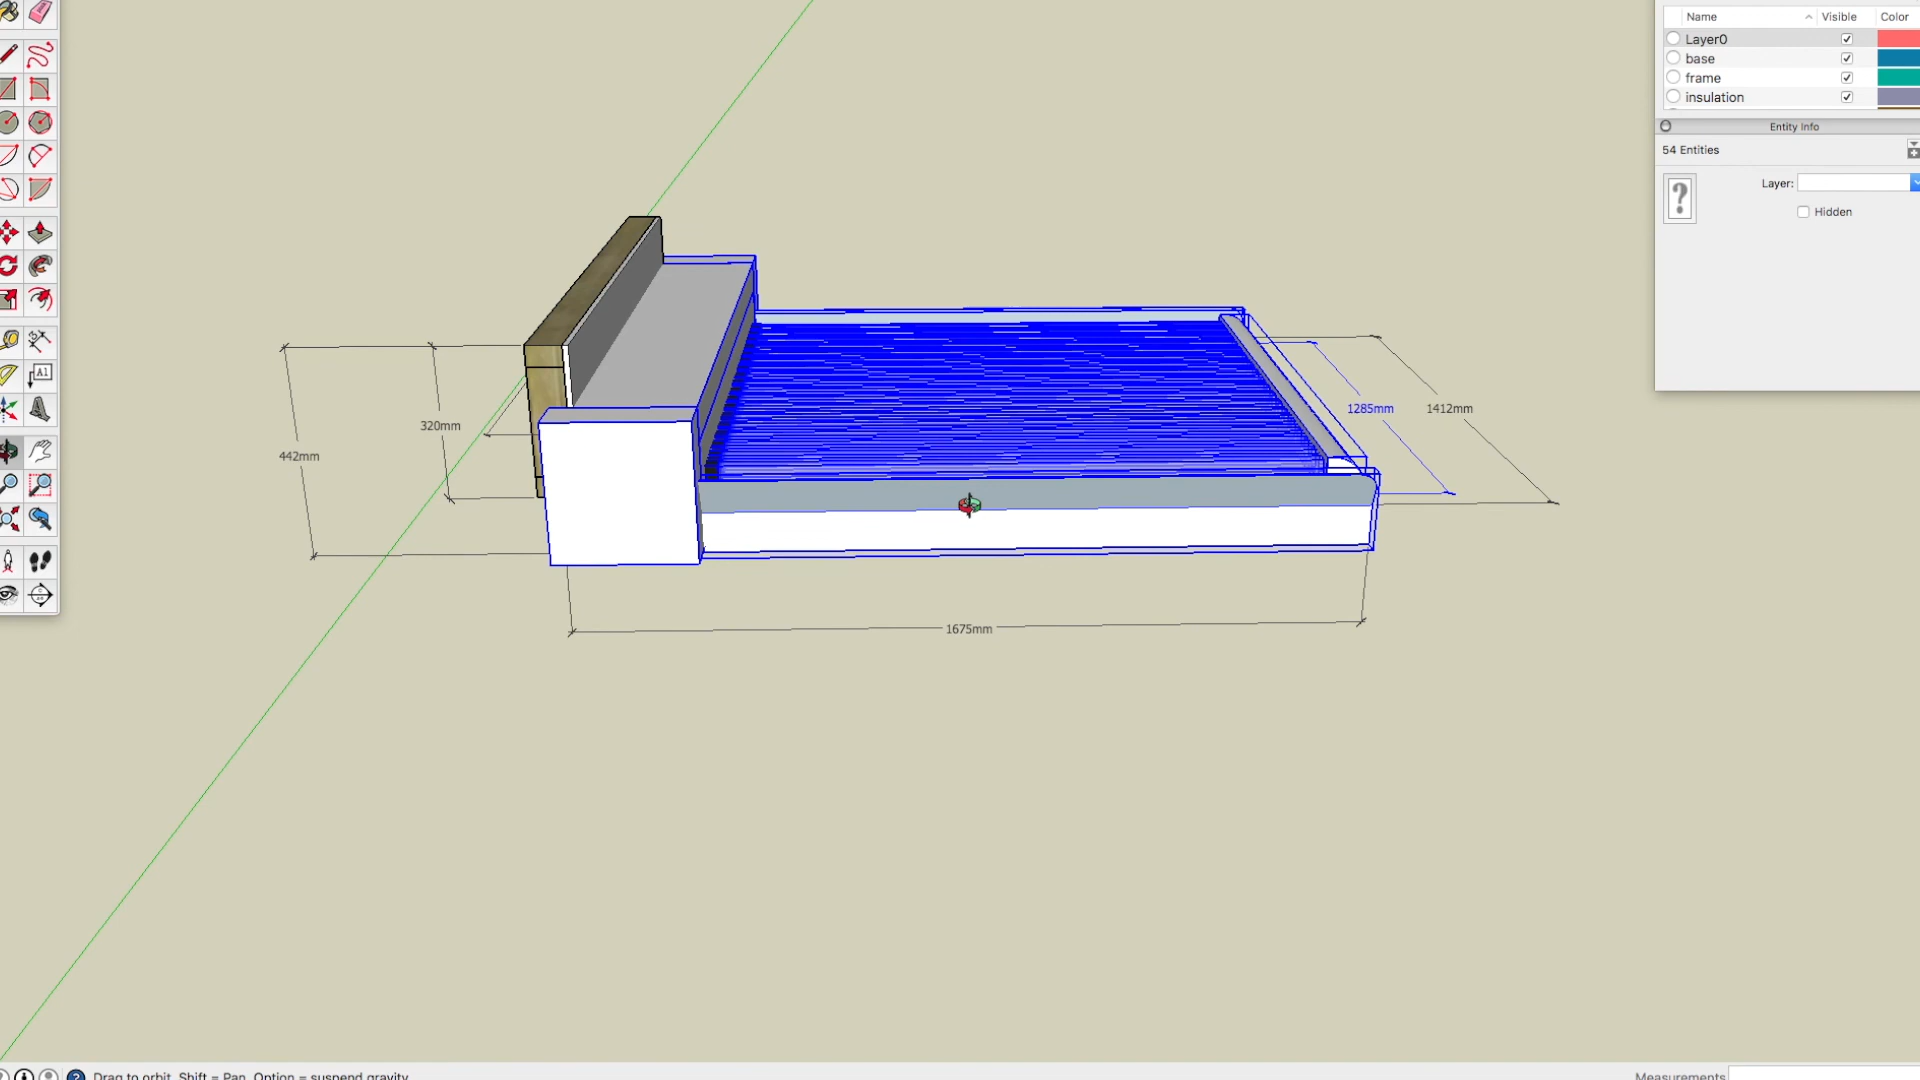 Name Visible Color
Layer0
base
frame
insulation
Entity Info
54 Entities
Layer:
?
Hidden
A1
1285mm 1412mm
320mm
442mm
1675mm
Drag to orbit. Shift = Pan, Option = suspend gravity
Measurements